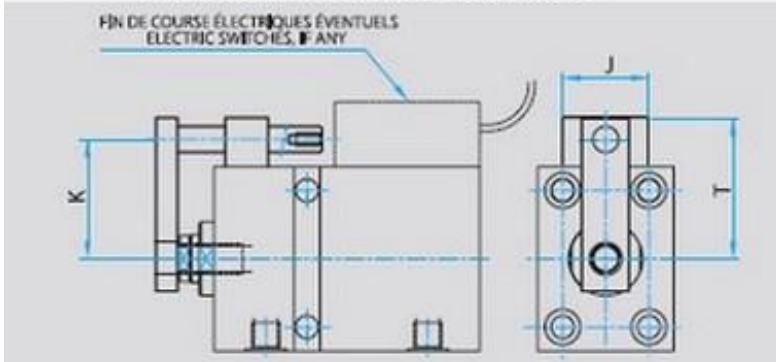 FIN DE COURSE ÉLECTRIQUES ÉVENTUELS
ELECTRIC SWITCHES, IF ANY
J
K
T